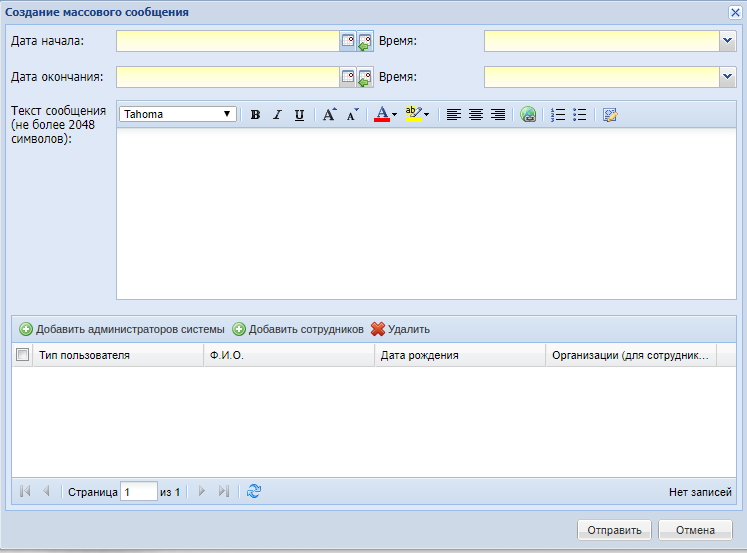 Создание массового сообщения
Дата начала: Время:
Дата окончания: Время:
Текст сообщения
(не более 2048
символов):
Tahoma B I U A A A ab
Добавить администраторов системы Добавить сотрудников Удалить
Тип пользователя Ф.И.О. Дата рождения Организации (для сотрудник...
Страница 1 из 1 Нет записей
Отправить Отмена